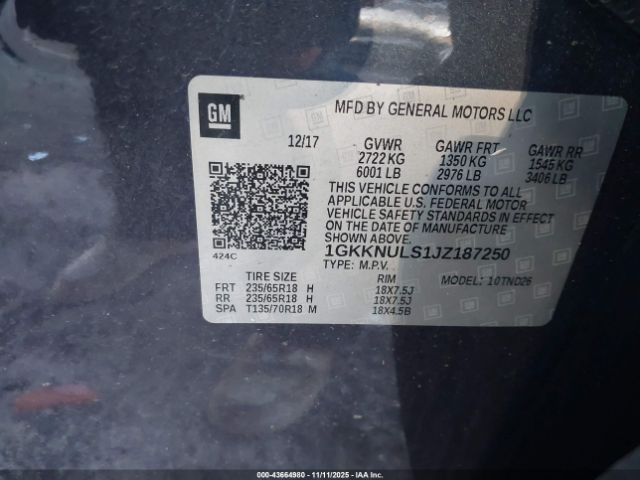 GM
MFD BY GENERAL MOTORS LLC
12/17 GVWR GAWR FRT GAWR RR
2722 KG 1350 KG 1545 KG
6001 LB 2976 LB 3406 LB
THIS VEHICLE CONFORMS TO ALL
APPLICABLE U.S. FEDERAL MOTOR
VEHICLE SAFETY STANDARDS IN EFFECT
ON THE DATE OF MANUFACTURE
SHOWN ABOVE.
424C 1GKKNULS1JZ187250
TYPE: M.P.V. MODEL: 10TND26
TIRE SIZE RIM
FRT 235/65R18 H 18X7.5J
RR 235/65R18 H 18X7.5J
SPA T135/70R18 M 18X4.5B
000-43664980 - 11/11/2025 - IAA Inc.